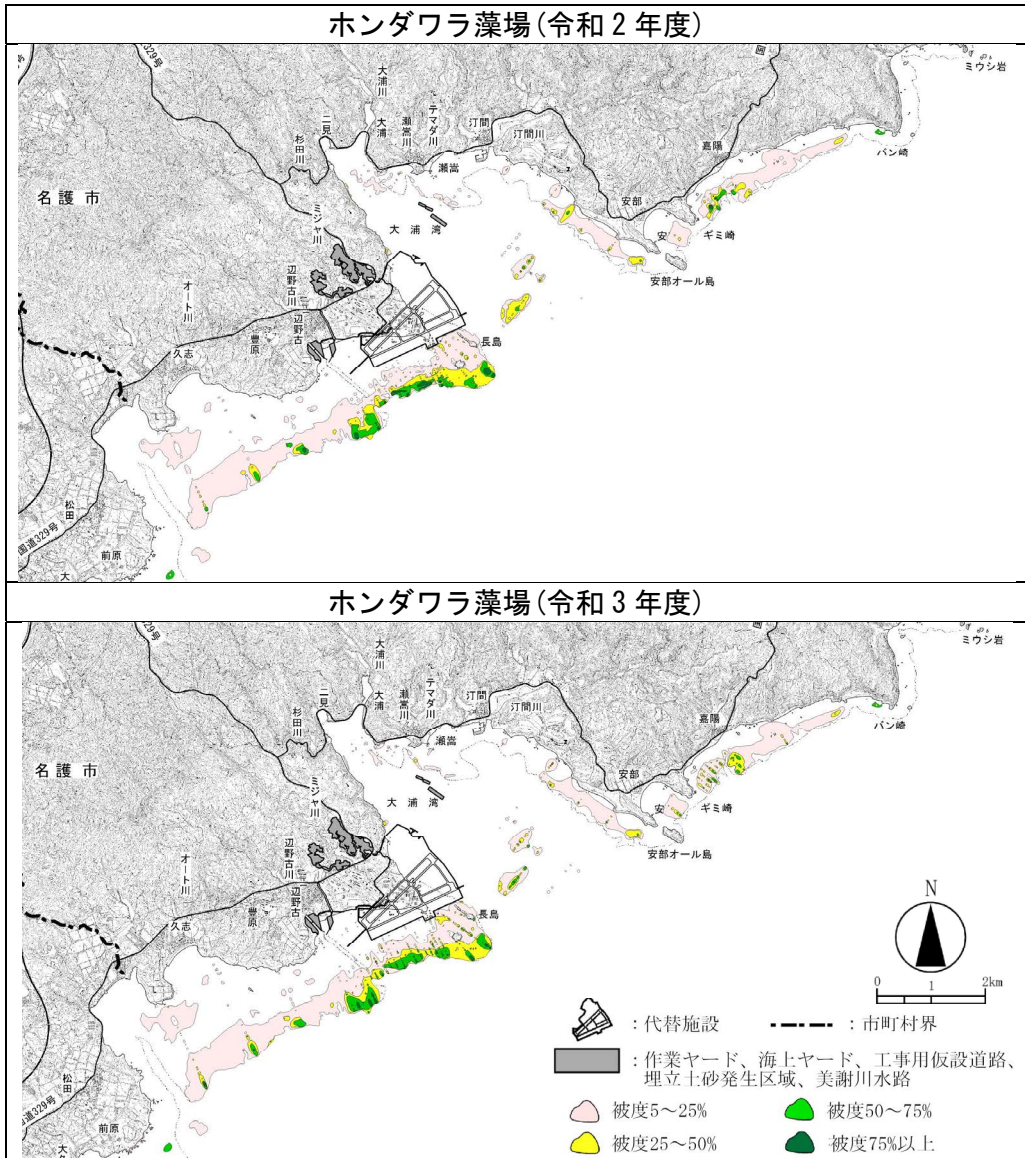 ホンダワラ藻場(令和2年度)
ミウシ岩
バン崎
嘉陽
ギミ崎
安部
安
安部オール島
汀間川
汀間
テマダ川
瀬嵩川
瀬嵩
大浦川
大浦
二見
杉田川
大浦湾
名護市
ミジャ川
辺野古川
辺野古
長島
オート川
豊原
久志
松田
国道329号
前原
大
ホンダワラ藻場(令和3年度)
329号
ミウシ岩
バン崎
嘉陽
ギミ崎
安部
安
安部オール島
汀間川
汀間
テマダ川
瀬嵩川
瀬嵩
大浦川
大浦
二見
杉田川
大浦湾
名護市
ミジャ川
辺野古川
辺野古
長島
オート川
豊原
久志
松田
道329号
前原
N
0 1 2km
:代替施設
:市町村界
:作業ヤード、海上ヤード、工事用仮設道路、
埋立土砂発生区域、美謝川水路
被度5～25%
被度50～75%
被度25～50%
被度75%以上